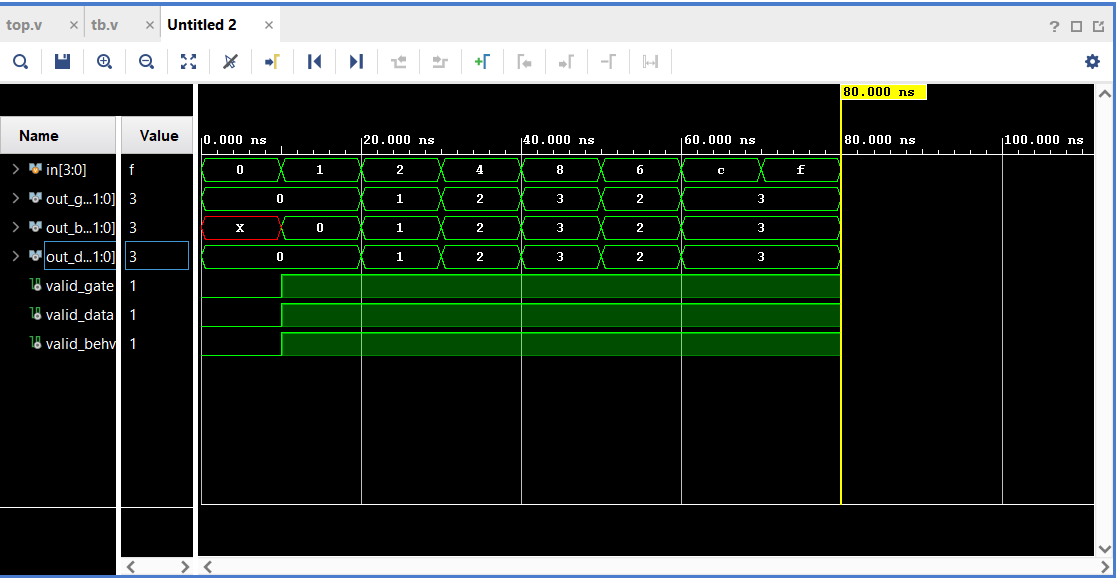 top.v × tb.v × Untitled 2 × ?
80.000 ns
Name Value 0.000 ns 20.000 ns 40.000 ns 60.000 ns 80.000 ns 100.000 ns
in[3:0] f 0 1 2 4 8 6 c f
out_g...1:0] 3 0 1 2 3 2 3
out_b...1:0] 3 X 0 1 2 3 2 3
out_d...1:0] 3 0 1 2 3 2 3
valid_gate 1
valid_data 1
valid_behv 1